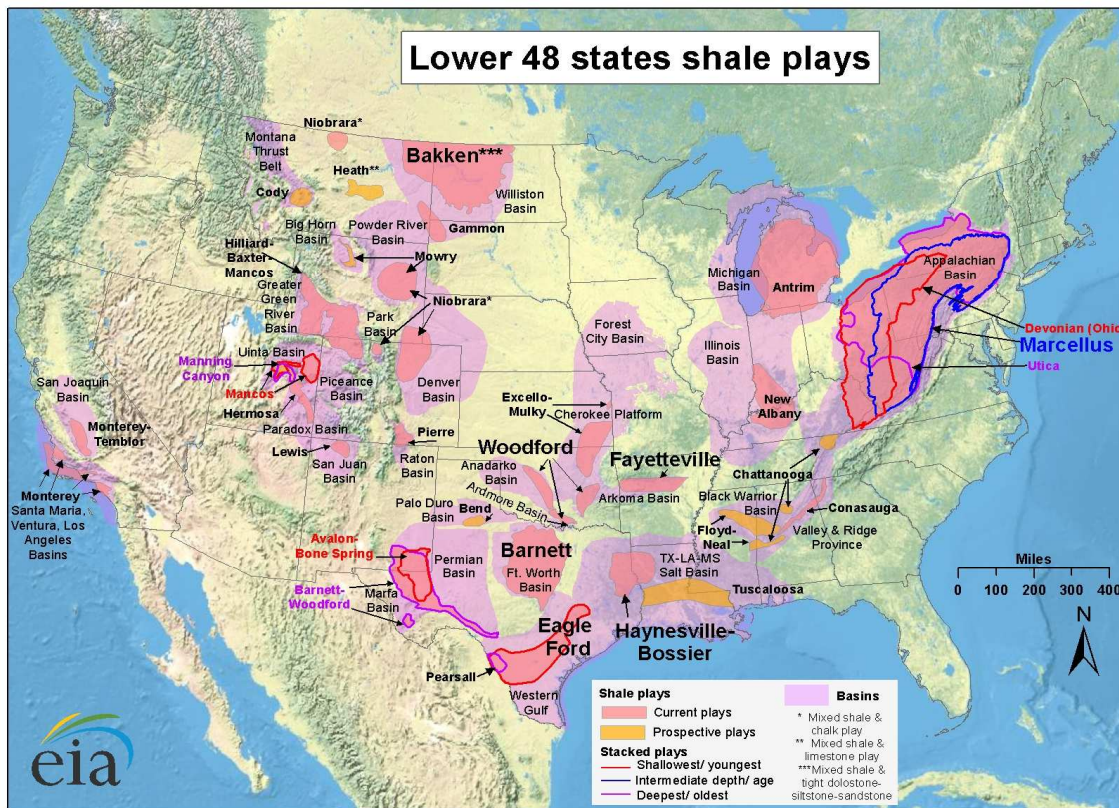 Lower 48 states shale plays
Niobrara*
Montana
Thrust
Belt
Bakken***
Heath**
Cody
Williston
Basin
Big Horn
Basin
Powder River
Basin
Gammon
Hilliard-
Baxter-
Mancos
Mowry
Greater
Green
River
Basin
Niobrara*
Park
Basin
Michigan
Basin
Antrim
Appalachian
Basin
Devonian (Ohio
Marcellus
Utica
Forest
City Basin
Illinois
Basin
Uinta Basin
Manning
Canyon
Mancos
Piceance
Basin
Denver
Basin
San Joaquin
Basin
Hermosa
Monterey-
Temblor
Paradox Basin
Lewis
San Juan
Basin
Pierre
Raton
Basin
Excello-
Mulky
Cherokee Platform
New
Albany
Woodford
Anadarko
Basin
Fayetteville
Arkoma Basin
Chattanooga
Black Warrior
Basin
Conasauga
Monterey
Santa Maria,
Ventura, Los
Angeles
Basins
Palo Duro
Basin
Bend
Ardmore Basin
Floyd-
Neal
Valley & Ridge
Province
Avalon-
Bone Spring
Permian
Basin
Barnett
Ft. Worth
Basin
TX-LA-MS
Salt Basin
Tuscaloosa
Barnett-
Woodford
Marfa
Basin
Eagle
Ford
Haynesville-
Bossier
Pearsall
Western
Gulf
Miles
0 100 200 300 400
N
Shale plays
Current plays
Prospective plays
Stacked plays
Shallowest/ youngest
Intermediate depth/ age
Deepest/ oldest
Basins
* Mixed shale &
chalk play
** Mixed shale &
limestone play
***Mixed shale &
tight dolostone-
siltstone-sandstone
eia